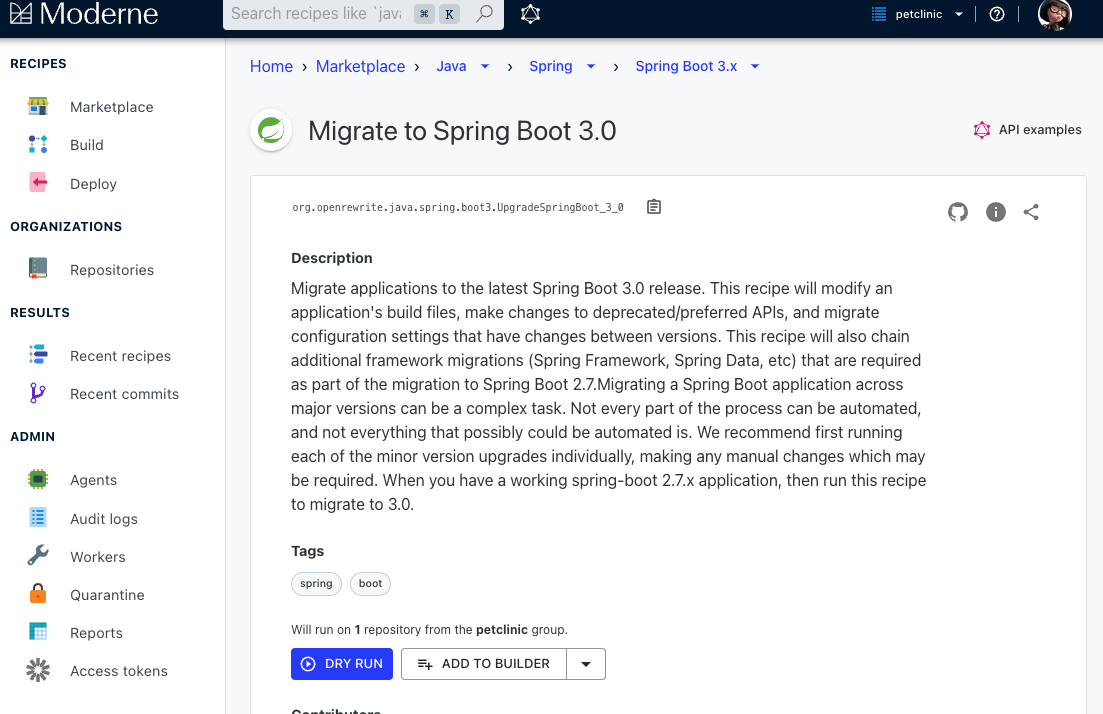 Moderne
Search recipes like `java
⌘ K
petclinic
RECIPES
Marketplace
Build
Deploy
ORGANIZATIONS
Repositories
RESULTS
Recent recipes
Recent commits
ADMIN
Agents
Audit logs
Workers
Quarantine
Reports
Access tokens
Home › Marketplace › Java › Spring › Spring Boot 3.x
Migrate to Spring Boot 3.0
API examples
org.openrewrite.java.spring.boot3.UpgradeSpringBoot_3_0
Description
Migrate applications to the latest Spring Boot 3.0 release. This recipe will modify an
application's build files, make changes to deprecated/preferred APIs, and migrate
configuration settings that have changes between versions. This recipe will also chain
additional framework migrations (Spring Framework, Spring Data, etc) that are required
as part of the migration to Spring Boot 2.7.Migrating a Spring Boot application across
major versions can be a complex task. Not every part of the process can be automated,
and not everything that possibly could be automated is. We recommend first running
each of the minor version upgrades individually, making any manual changes which may
be required. When you have a working spring-boot 2.7.x application, then run this recipe
to migrate to 3.0.
Tags
spring boot
Will run on 1 repository from the petclinic group.
DRY RUN
ADD TO BUILDER
Contributors